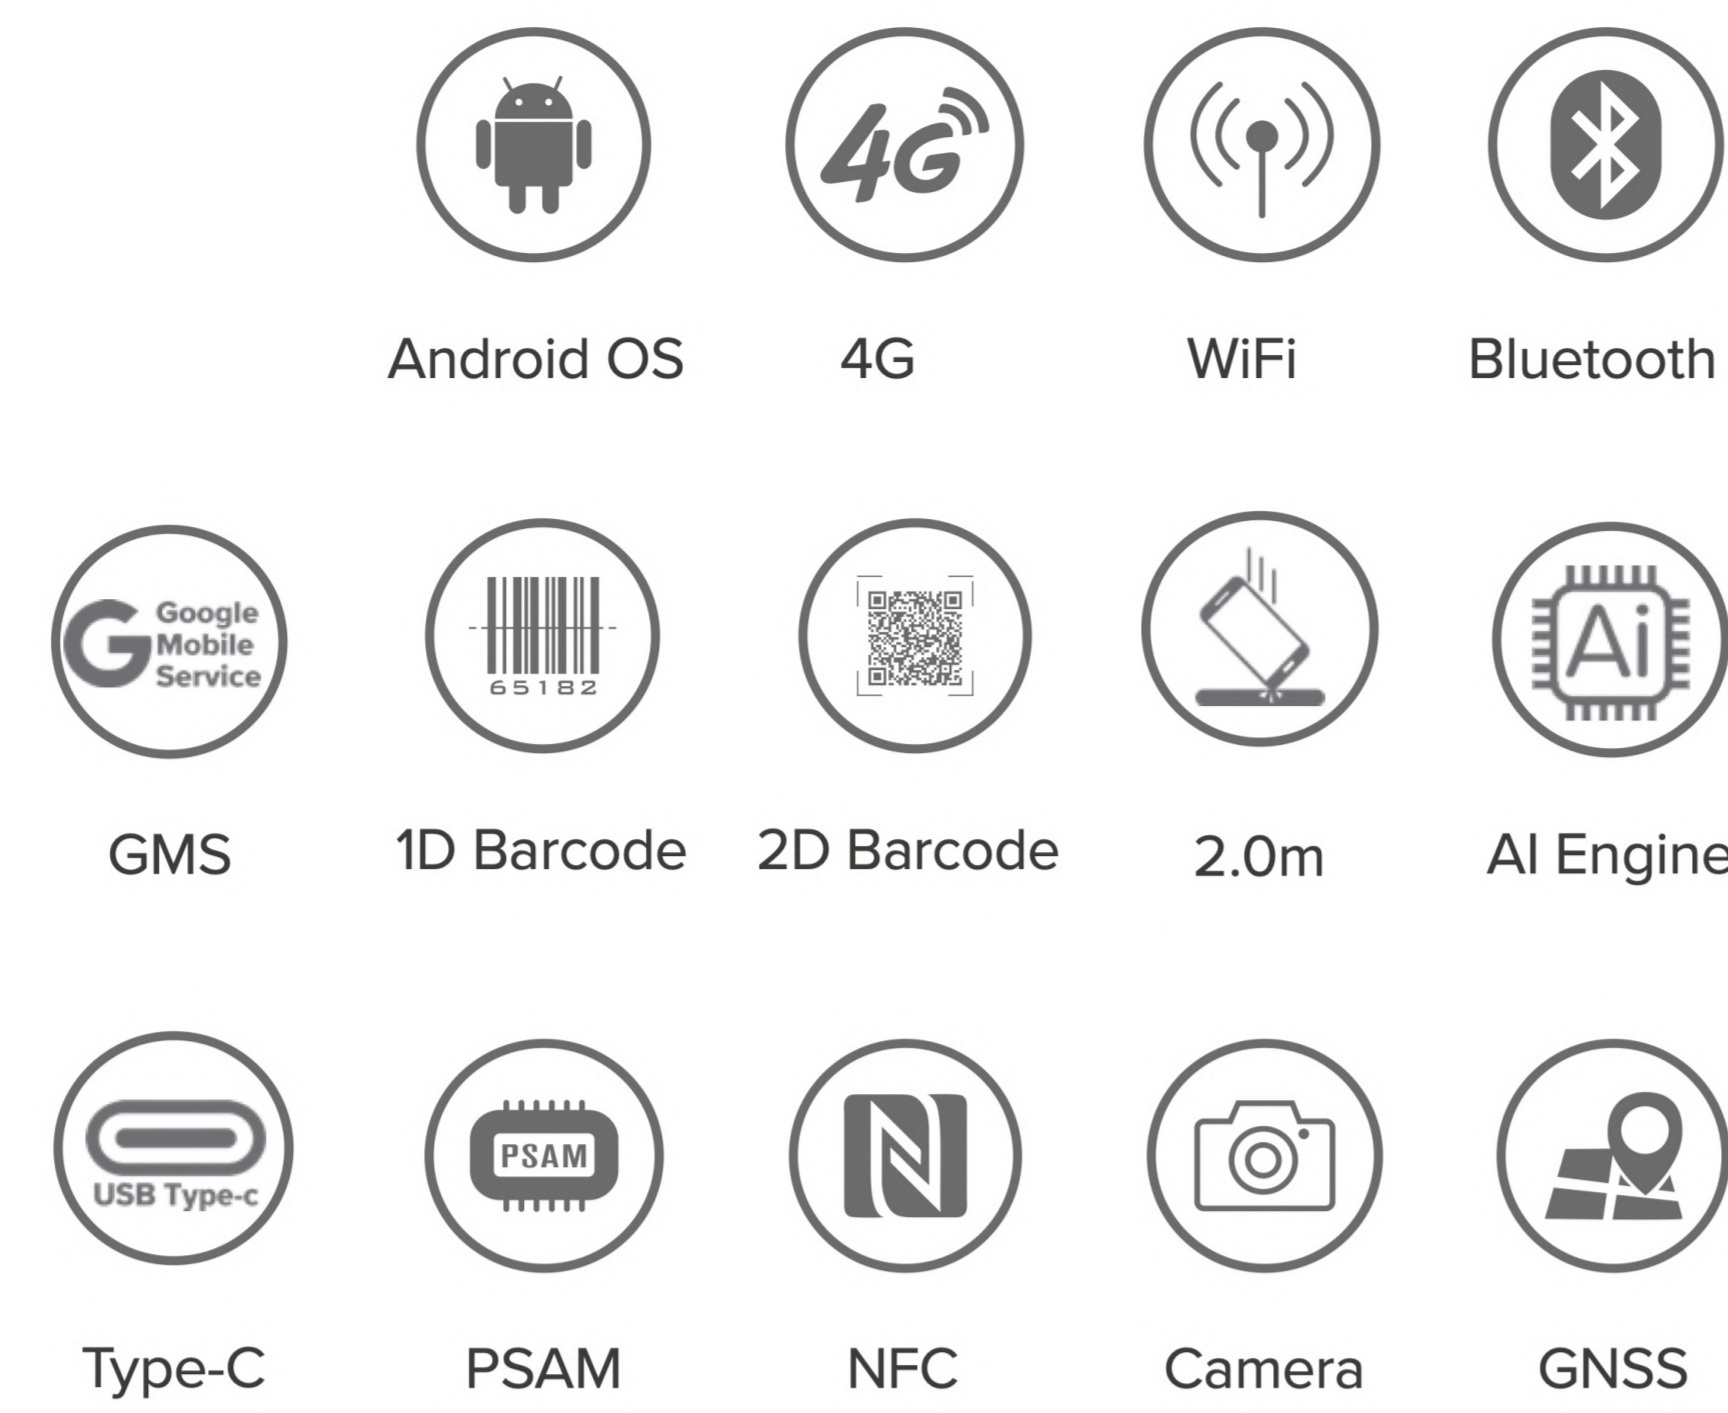 4G
Android OS
4G
WiFi
Bluetooth
Google
Mobile
Service
65182
Ai
GMS
1D Barcode
2D Barcode
2.0m
AI Engine
USB Type-c
PSAM
Type-C
PSAM
NFC
Camera
GNSS